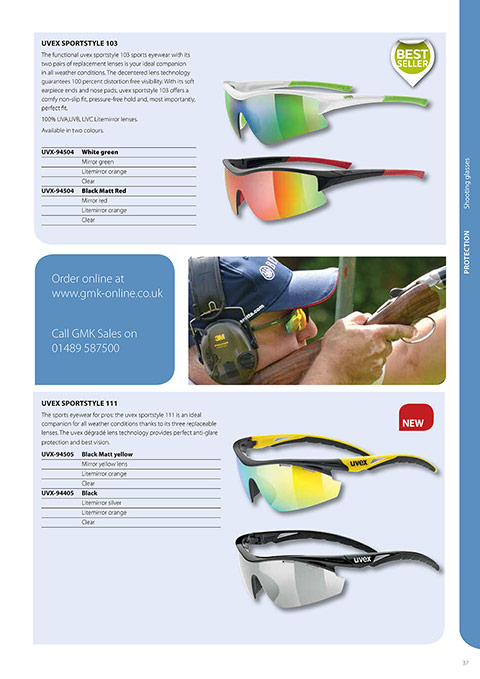 UVEX SPORTSTYLE 103
The functional uvex sportstyle 103 sports eyewear with its
two pairs of replacement lenses is your ideal companion
in all weather conditions. The decentered lens technology
guarantees 100 percent distortion free visibility. With its soft
earpiece ends and nose pads, uvex sportstyle 103 offers a
comfy non-slip fit, pressure-free hold and, most importantly,
perfect fit.
100% UVA,UVB, UVC Litemirror lenses.
Available in two colours.
UVX-94504 White green
Mirror green
Litemirror orange
Clear
UVX-94504 Black Matt Red
Mirror red
Litemirror orange
Clear
BEST
SELLER
Shooting glasses
PROTECTION
Order online at
www.gmk-online.co.uk
Call GMK Sales on
01489 587500
3M
UVEX SPORTSTYLE 111
The sports eyewear for pros: the uvex sportstyle 111 is an ideal
companion for all weather conditions thanks to its three replaceable
lenses. The uvex dégradé lens technology provides perfect anti-glare
protection and best vision.
UVX-94505 Black Matt yellow
Mirror yellow lens
Litemirror orange
Clear
UVX-94405 Black
Litemirror silver
Litemirror orange
Clear
NEW
uvex
uvex
37